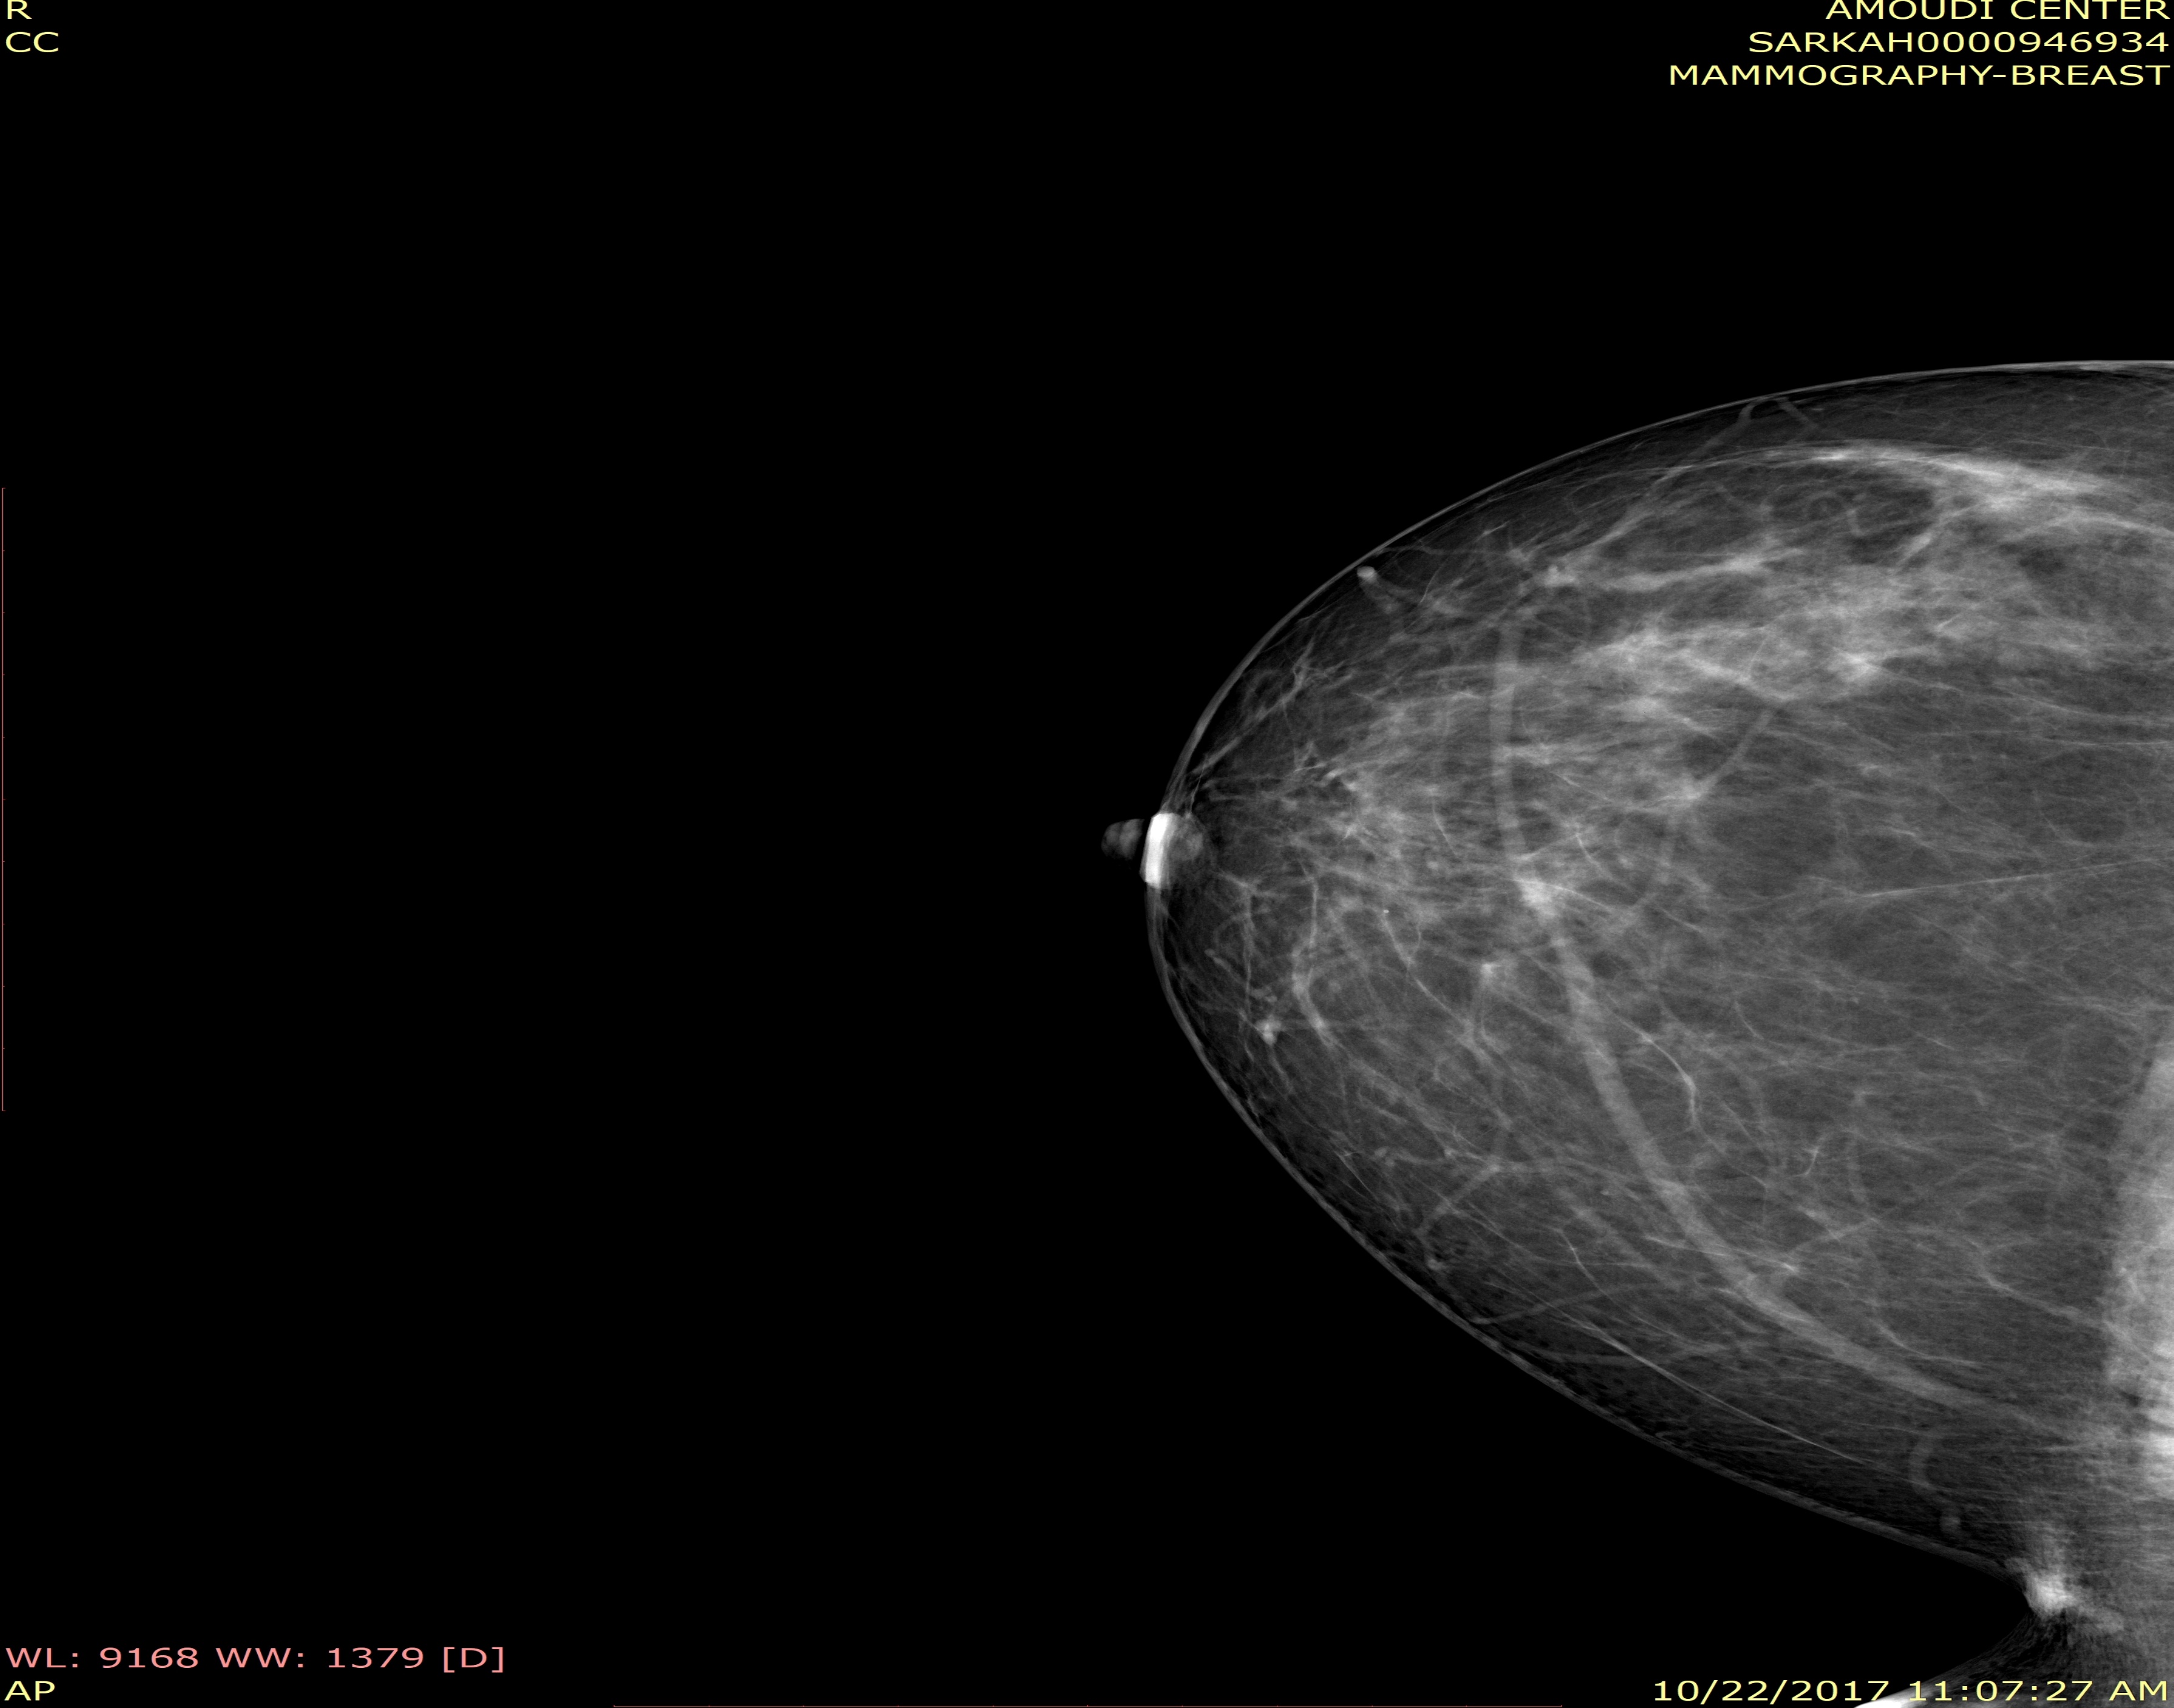 R
CC
AMOUDI CENTER
SARKAH0000946934
MAMMOGRAPHY-BREAST
WL: 9168 WW: 1379 [D]
AP
10/22/2017 11:07:27 AM